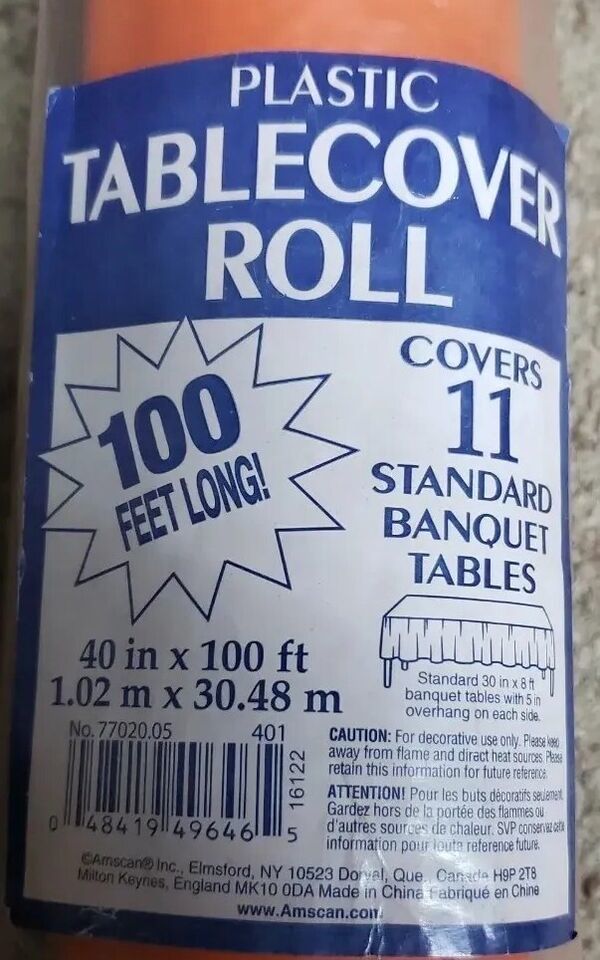 PLASTIC
TABLECOVER
ROLL
100
FEET LONG!
COVERS
11
STANDARD
BANQUET
TABLES
40 in x 100 ft
1.02 m x 30.48 m
Standard 30 in x 8 ft
banquet tables with 5 in
overhang on each side.
No. 77020.05 401
0 48419 49646 5
16122
CAUTION: For decorative use only. Please keep
away from flame and direct heat sources. Please
retain this information for future reference.
ATTENTION! Pour les buts décoratifs seulement.
Gardez hors de la portée des flammes ou
d'autres sources de chaleur. SVP conservez cette
information pour toute reference future.
©Amscan® Inc., Elmsford, NY 10523 Dorval, Que., Canada H9P 2T8
Milton Keynes, England MK10 0DA Made in China Fabriqué en Chine
www.Amscan.com